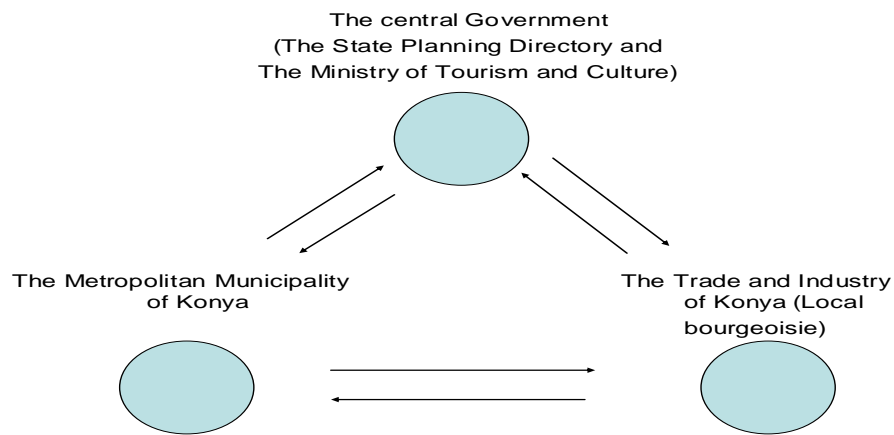 The central Government
(The State Planning Directory and
The Ministry of Tourism and Culture)
The Metropolitan Municipality
of Konya
The Trade and Industry
of Konya (Local
bourgeoisie)